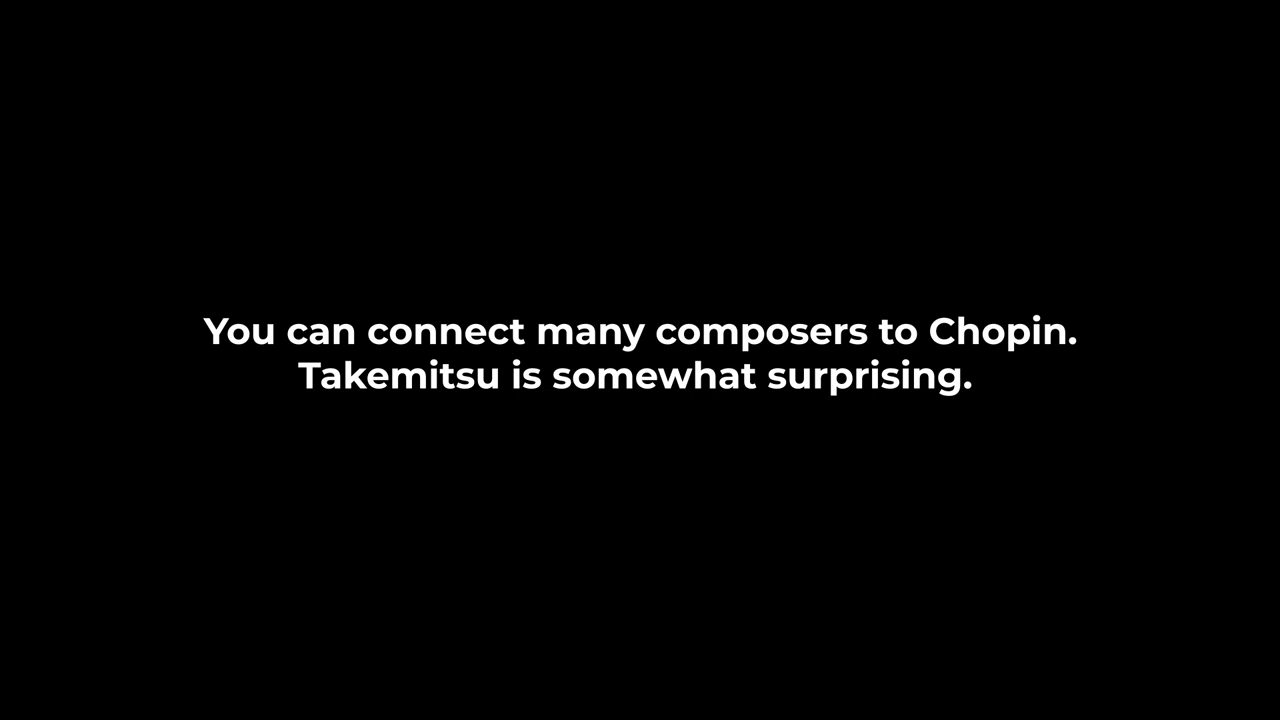 You can connect many composers to Chopin.
Takemitsu is somewhat surprising.